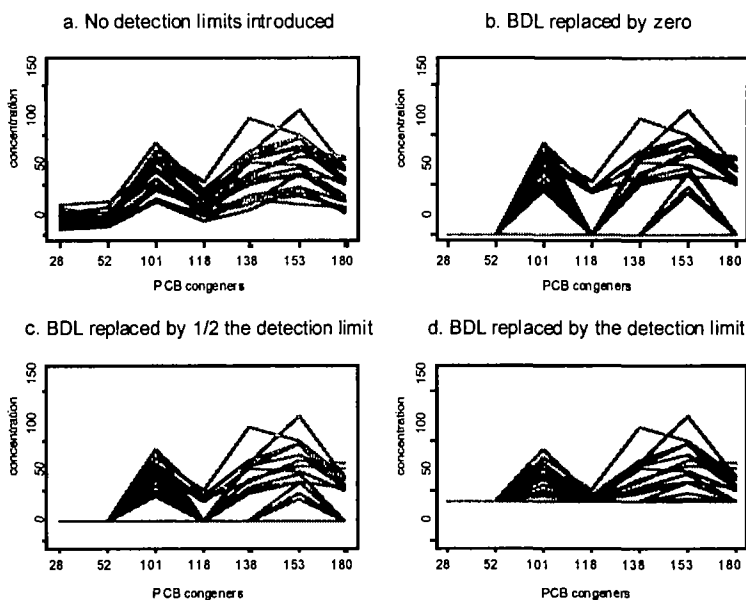 a. No detection limits introduced
150
100
50
0
concentration
28 52 101 118 138 153 180
PCB congeners
b. BDL replaced by zero
150
100
50
0
concentration
28 52 101 118 138 153 180
PCB congeners
c. BDL replaced by 1/2 the detection limit
150
100
50
0
concentration
28 52 101 118 138 153 180
PCB congeners
d. BDL replaced by the detection limit
150
100
50
0
concentration
28 52 101 118 138 153 180
PCB congeners